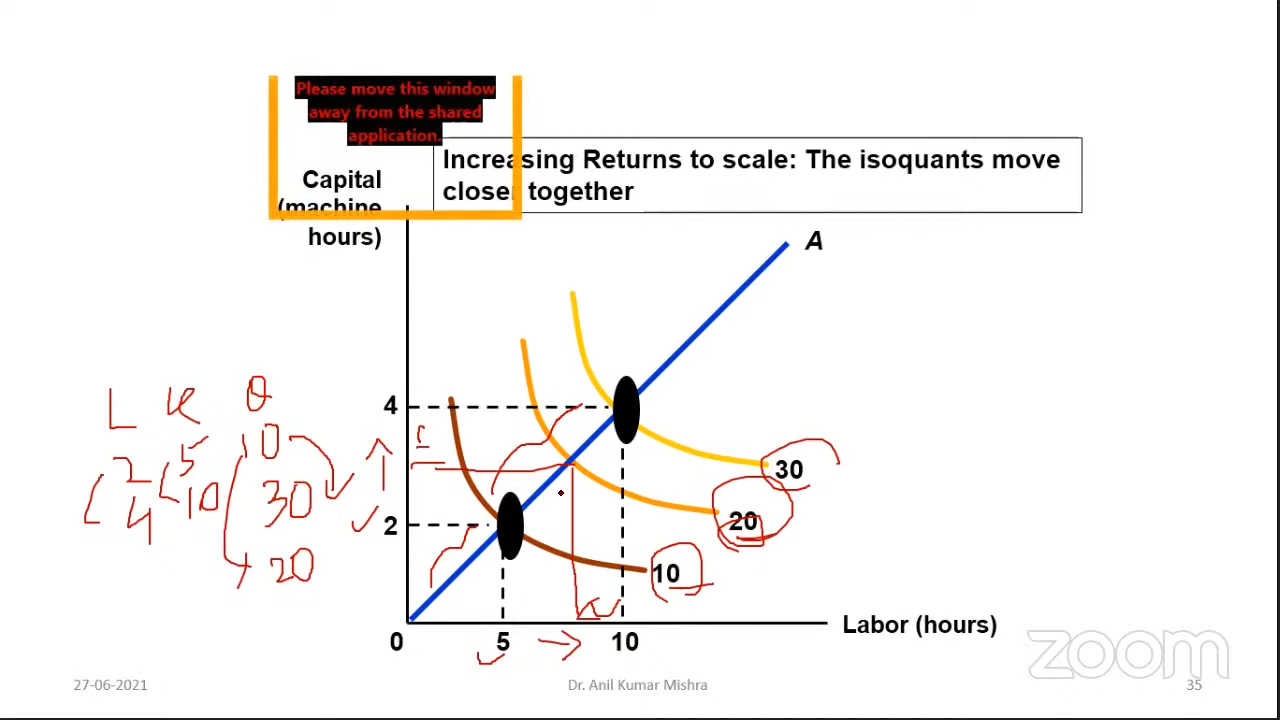 Please move this window
away from the shared
application.
Increasing Returns to scale: The isoquants move
closer together
Capital
(machine
hours)
A
L K Q
2 5 10
4 10 30
20
4
2
30
20
10
0
5
10
Labor (hours)
zoom
27-06-2021
Dr. Anil Kumar Mishra
35